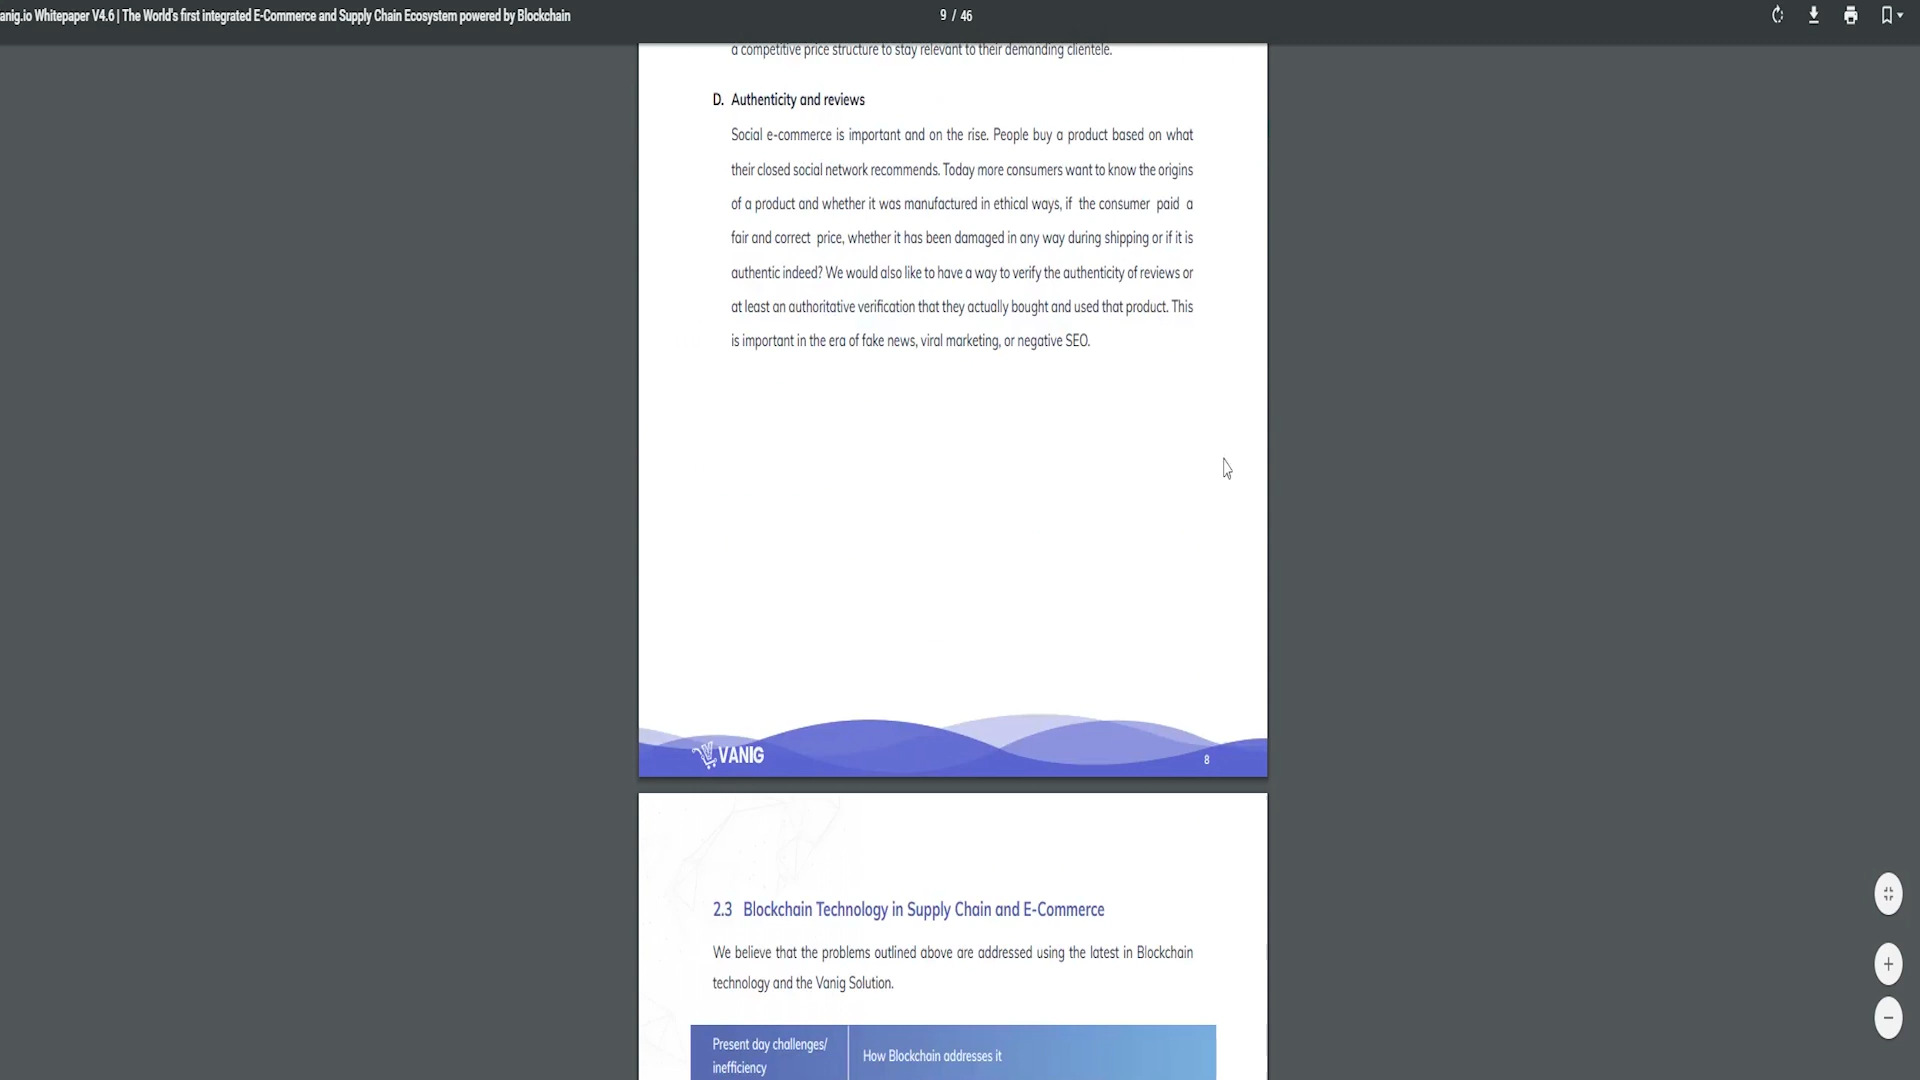 anig.io Whitepaper V4.6 | The World's first integrated E-Commerce and Supply Chain Ecosystem powered by Blockchain
9 / 46
a competitive price structure to stay relevant to their demanding clientele.
D. Authenticity and reviews
Social e-commerce is important and on the rise. People buy a product based on what
their closed social network recommends. Today more consumers want to know the origins
of a product and whether it was manufactured in ethical ways, if the consumer paid a
fair and correct price, whether it has been damaged in any way during shipping or if it is
authentic indeed? We would also like to have a way to verify the authenticity of reviews or
at least an authoritative verification that they actually bought and used that product. This
is important in the era of fake news, viral marketing, or negative SEO.
VANIG
8
2.3 Blockchain Technology in Supply Chain and E-Commerce
We believe that the problems outlined above are addressed using the latest in Blockchain
technology and the Vanig Solution.
Present day challenges/
inefficiency
How Blockchain addresses it